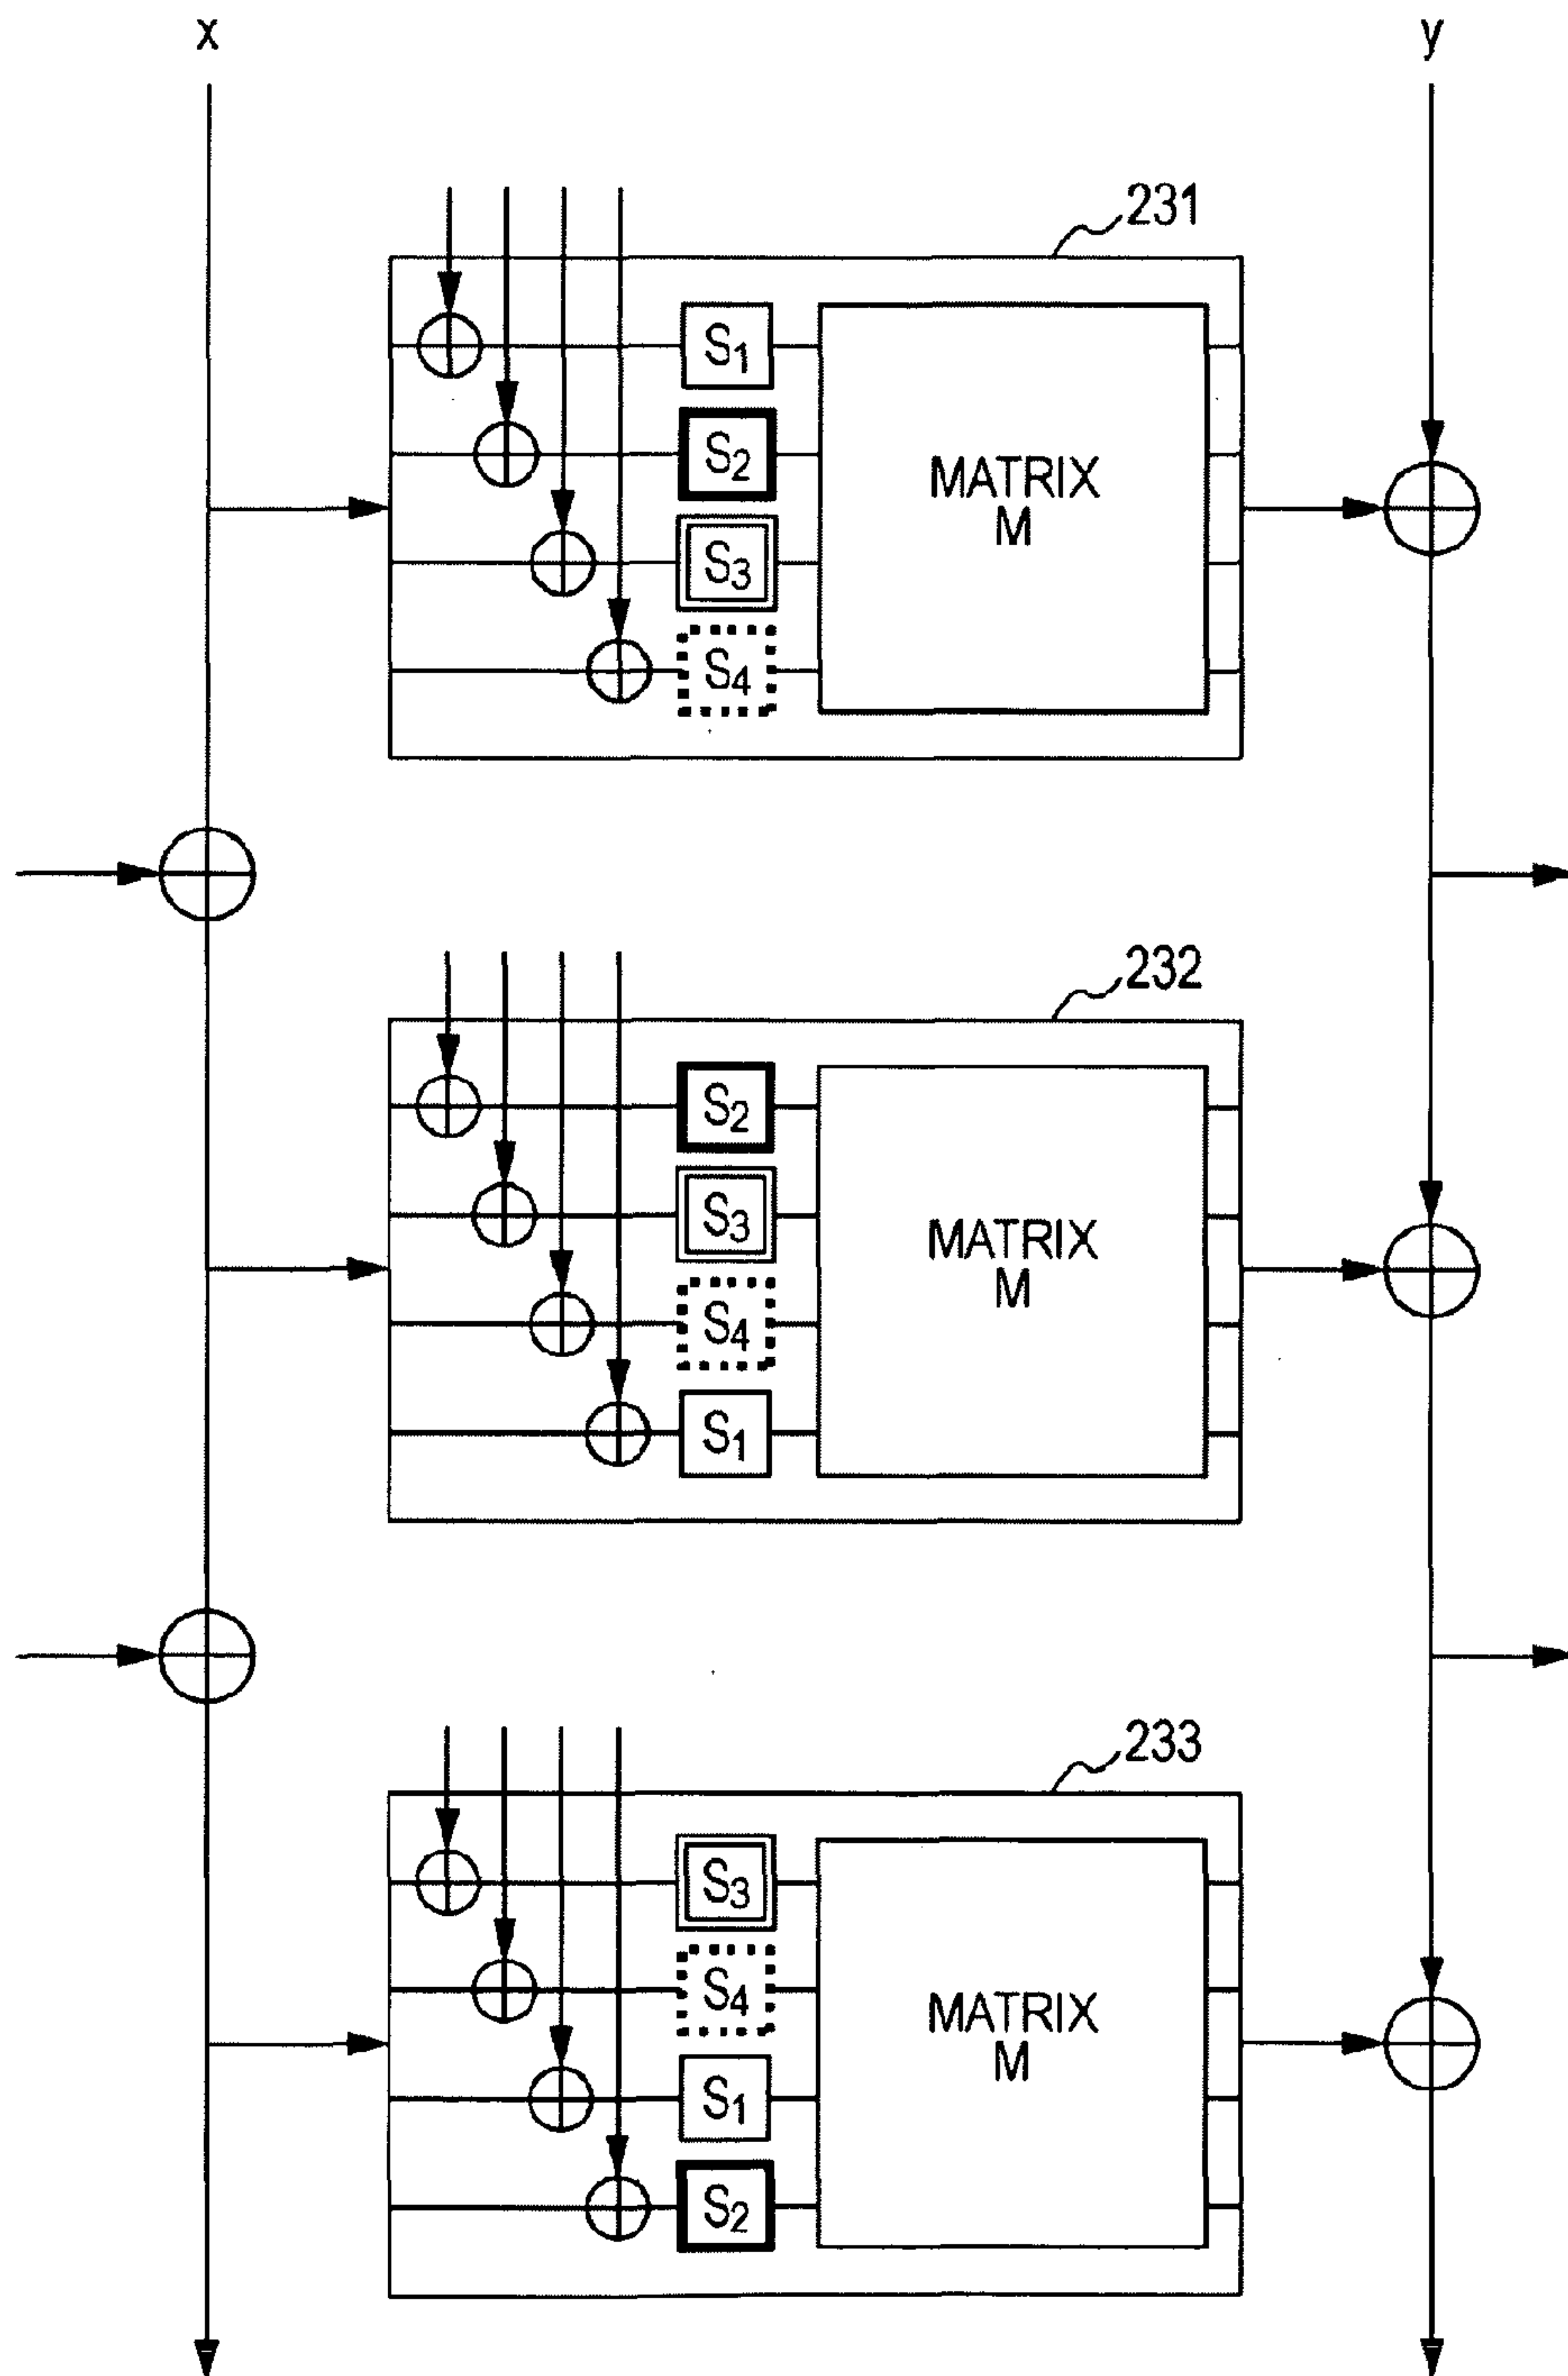 x y
231
S1
S2
MATRIX
M
S3
S4
232
S2
S3
MATRIX
M
S4
S1
233
S3
S4
MATRIX
M
S1
S2